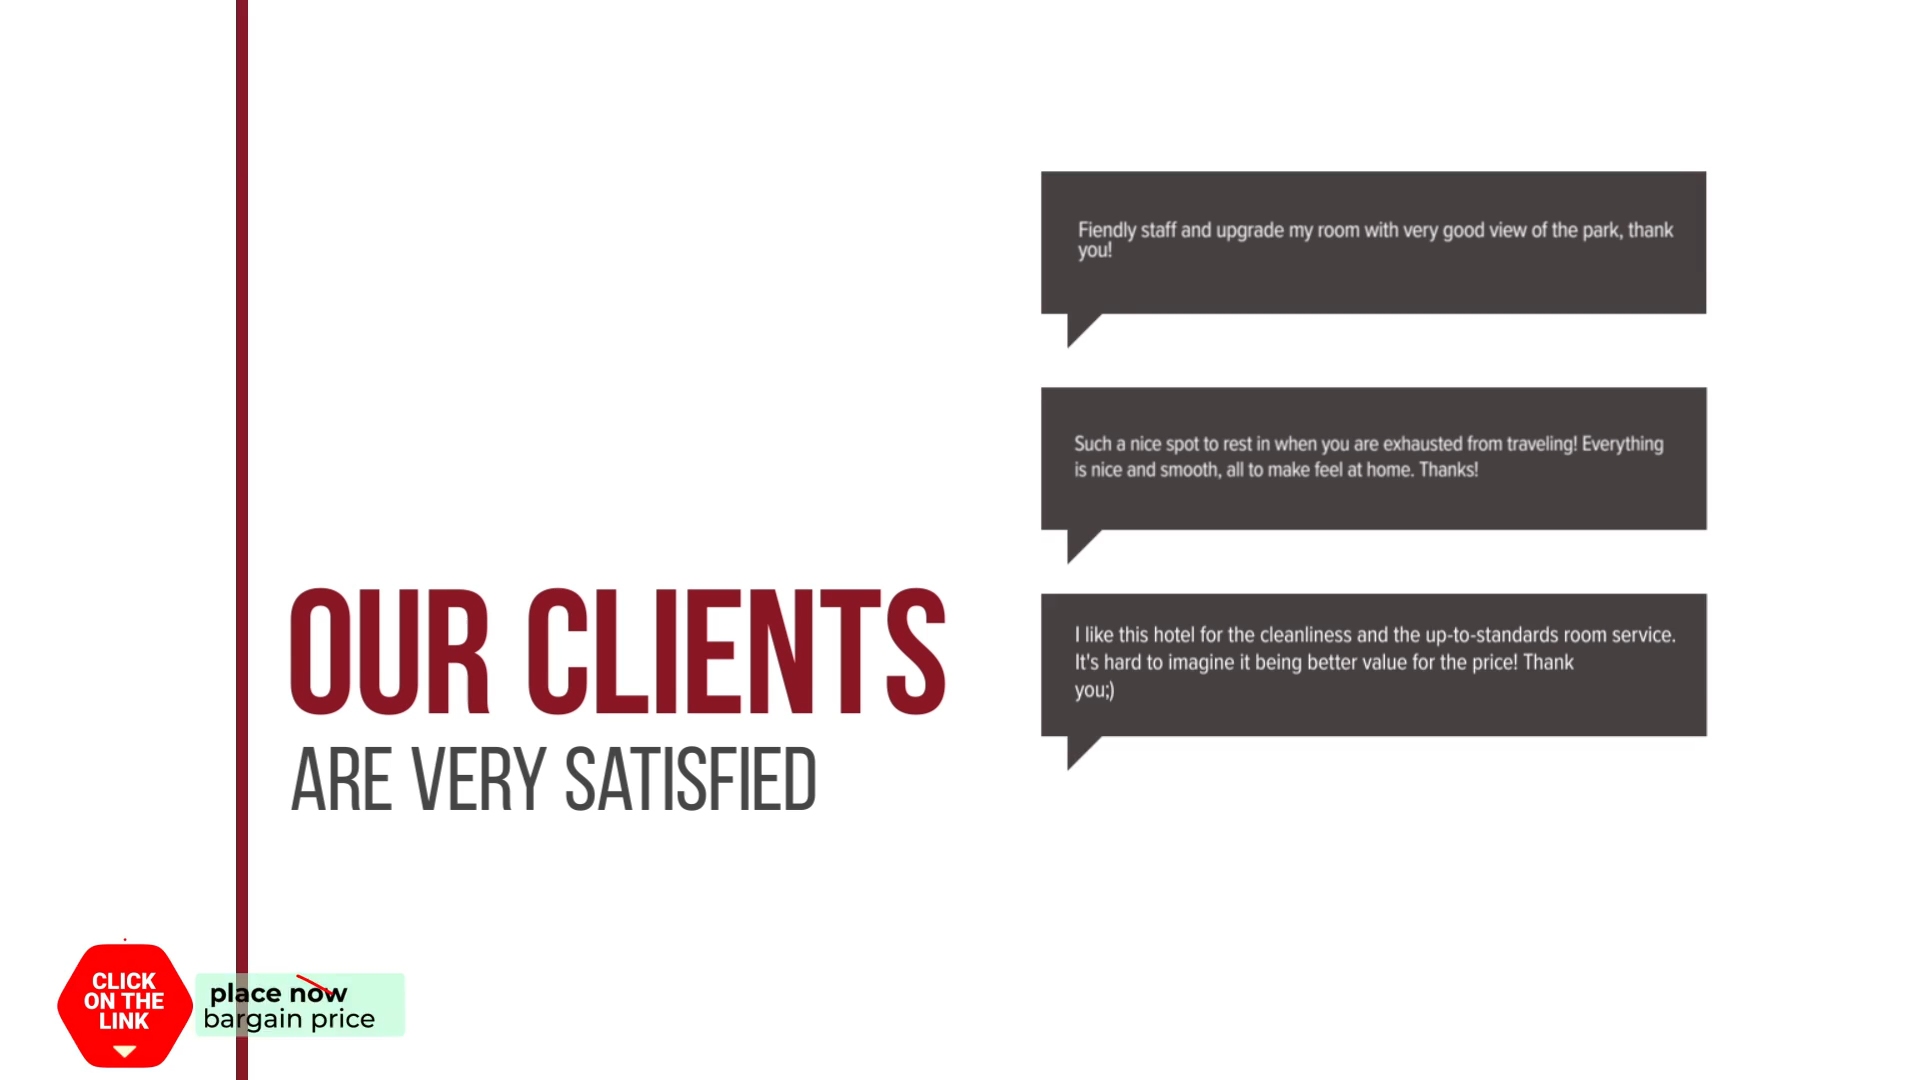 Fiendly staff and upgrade my room with very good view of the park, thank
you!
Such a nice spot to rest in when you are exhausted from traveling! Everything
is nice and smooth, all to make feel at home. Thanks!
I like this hotel for the cleanliness and the up-to-standards room service.
It's hard to imagine it being better value for the price! Thank
you;)
OUR CLIENTS
ARE VERY SATISFIED
CLICK
ON THE
LINK
place now
bargain price